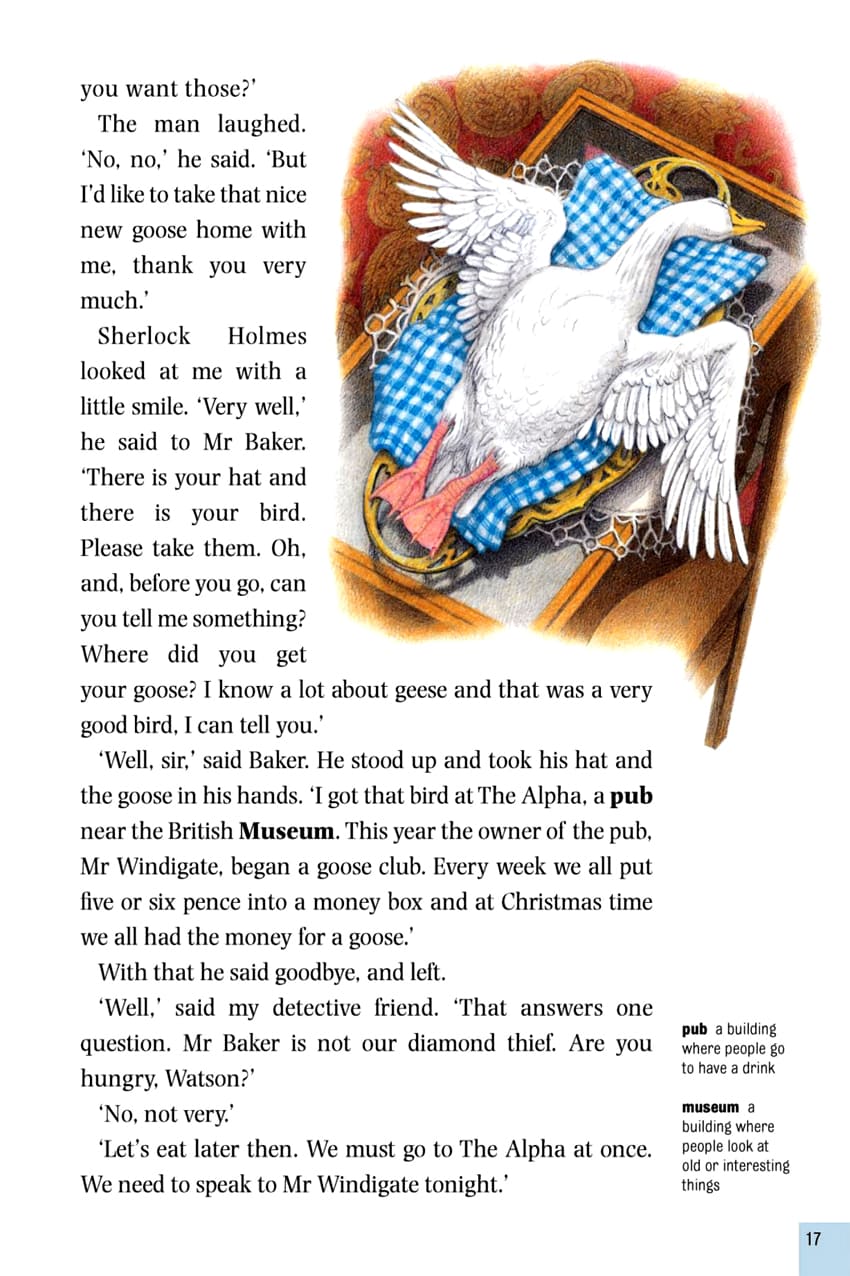 you want those?’
The man laughed.
‘No, no,’ he said. ‘But
I’d like to take that nice
new goose home with
me, thank you very
much.’
Sherlock Holmes
looked at me with a
little smile. ‘Very well,’
he said to Mr Baker.
‘There is your hat and
there is your bird.
Please take them. Oh,
and, before you go, can
you tell me something?
Where did you get
your goose? I know a lot about geese and that was a very
good bird, I can tell you.’
‘Well, sir,’ said Baker. He stood up and took his hat and
the goose in his hands. ‘I got that bird at The Alpha, a pub
near the British Museum. This year the owner of the pub,
Mr Windigate, began a goose club. Every week we all put
five or six pence into a money box and at Christmas time
we all had the money for a goose.’
With that he said goodbye, and left.
‘Well,’ said my detective friend. ‘That answers one
question. Mr Baker is not our diamond thief. Are you
hungry, Watson?’
‘No, not very.’
‘Let’s eat later then. We must go to The Alpha at once.
We need to speak to Mr Windigate tonight.’
pub a building
where people go
to have a drink
museum a
building where
people look at
old or interesting
things
17